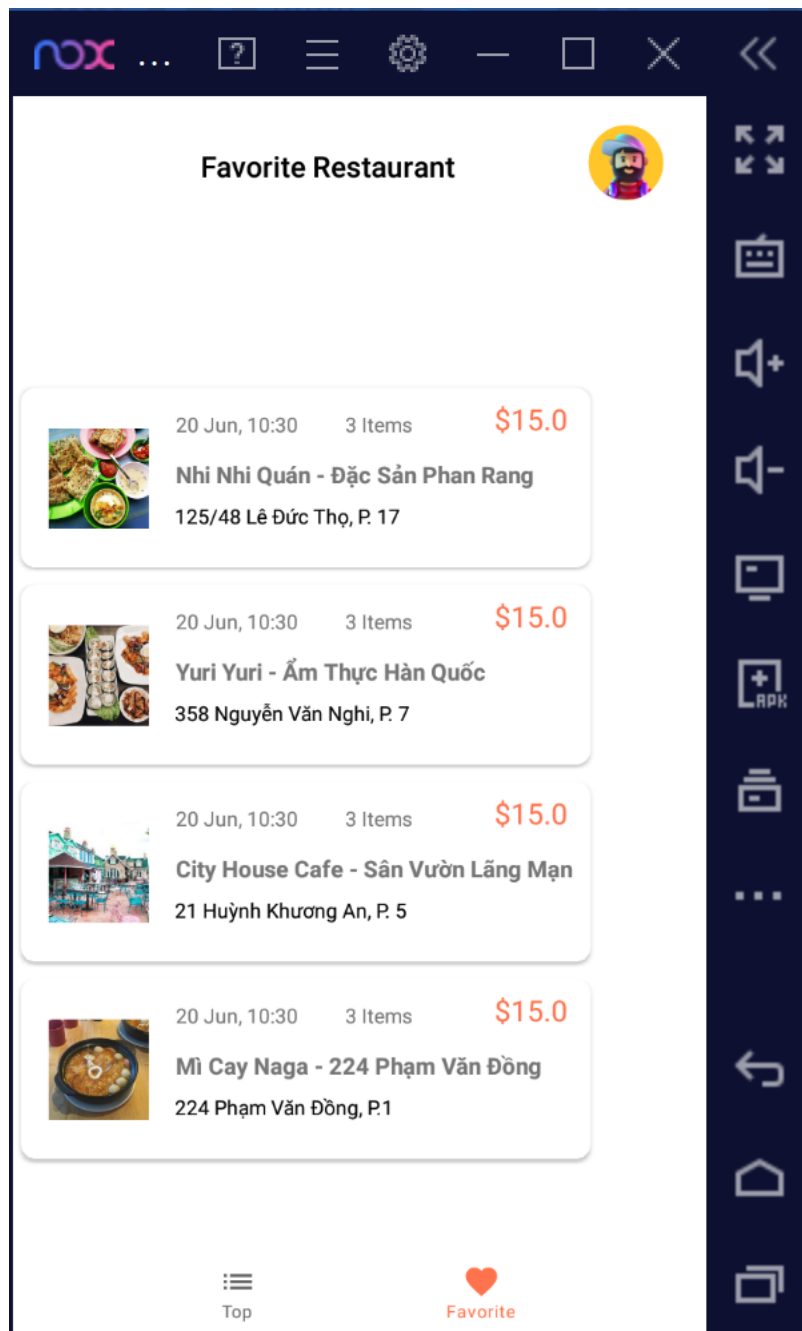 nox ...
Favorite Restaurant
20 Jun, 10:30 3 Items $15.0
Nhi Nhi Quán - Đặc Sản Phan Rang
125/48 Lê Đức Thọ, P. 17
20 Jun, 10:30 3 Items $15.0
Yuri Yuri - Ẩm Thực Hàn Quốc
358 Nguyễn Văn Nghi, P. 7
20 Jun, 10:30 3 Items $15.0
City House Cafe - Sân Vườn Lãng Mạn
21 Huỳnh Khương An, P. 5
20 Jun, 10:30 3 Items $15.0
Mì Cay Naga - 224 Phạm Văn Đồng
224 Phạm Văn Đồng, P.1
Top Favorite
APK